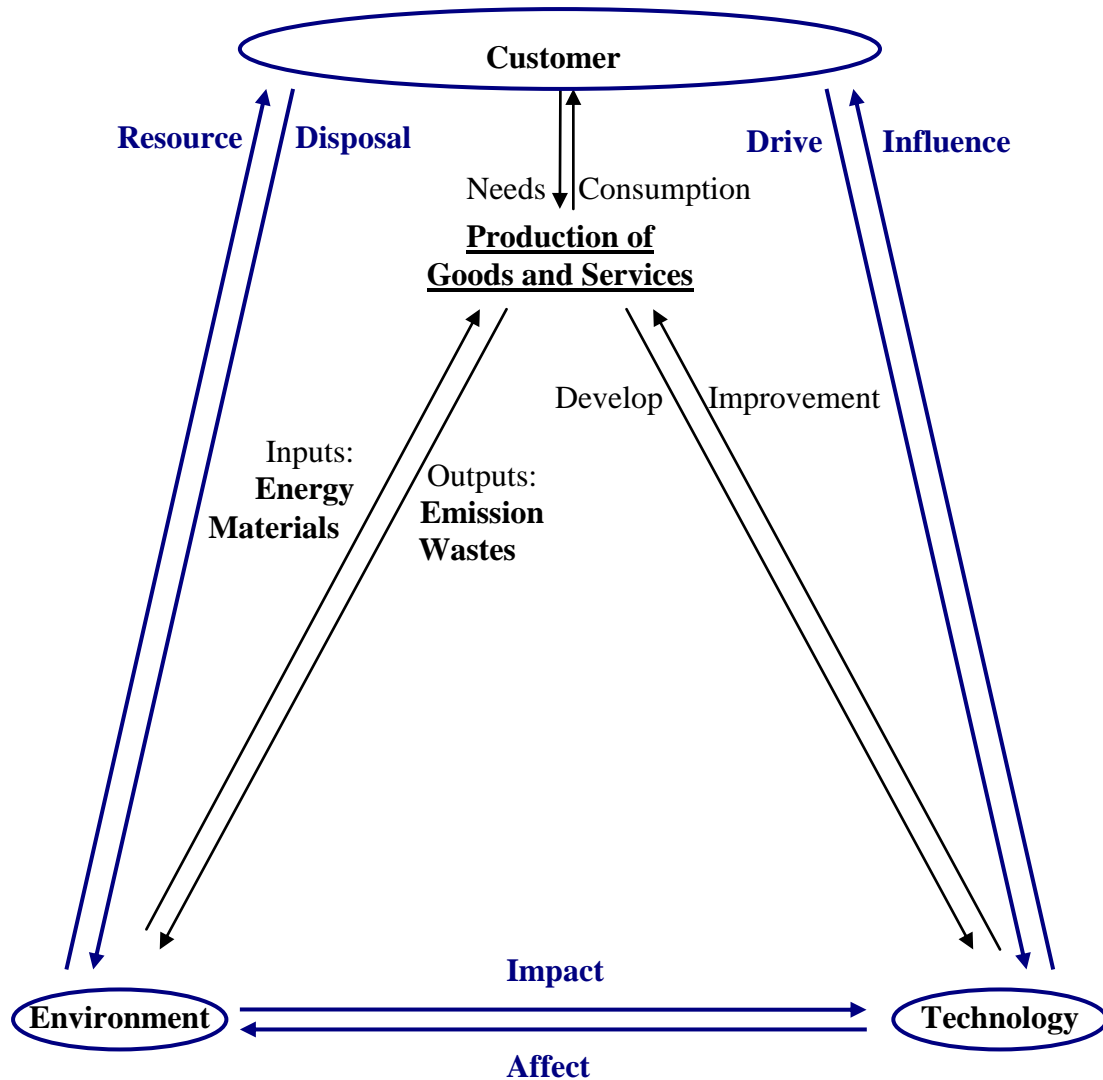 Customer
Resource Disposal
Drive Influence
Needs Consumption
Production of
Goods and Services
Develop Improvement
Inputs:
Energy
Materials
Outputs:
Emission
Wastes
Impact
Environment
Technology
Affect